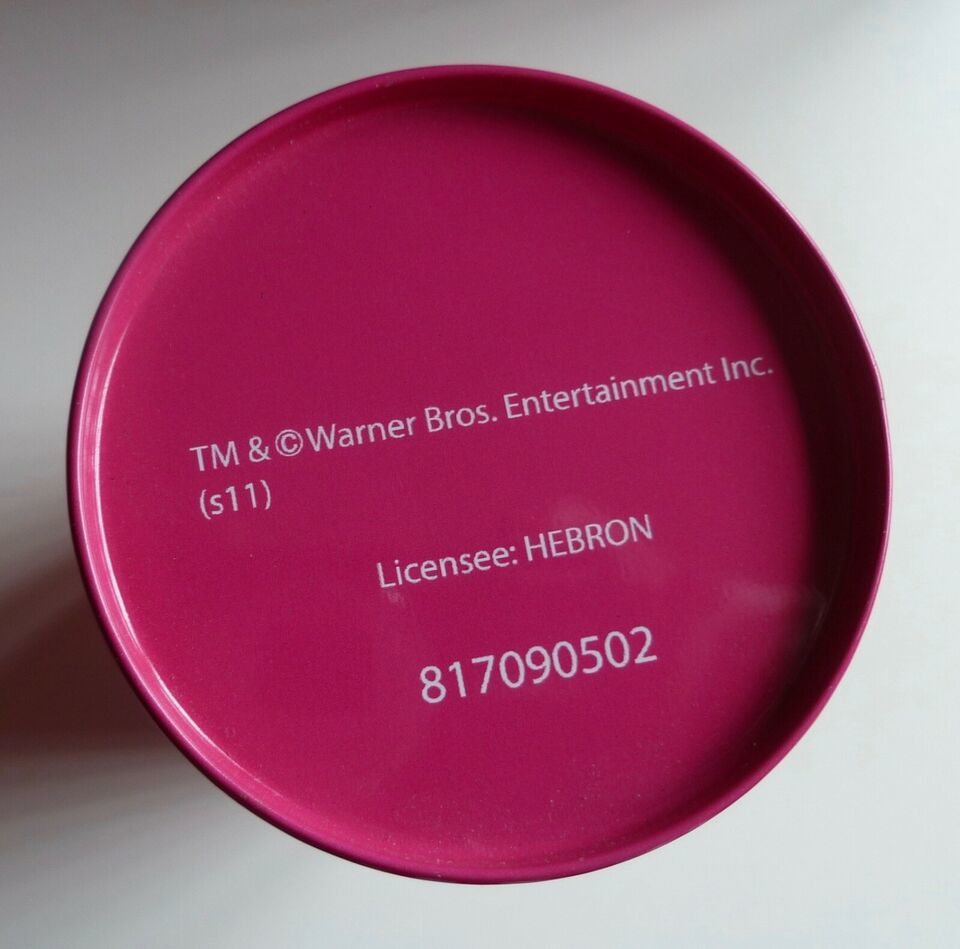 TM & ©Warner Bros. Entertainment Inc.
(s11)
Licensee: HEBRON
817090502